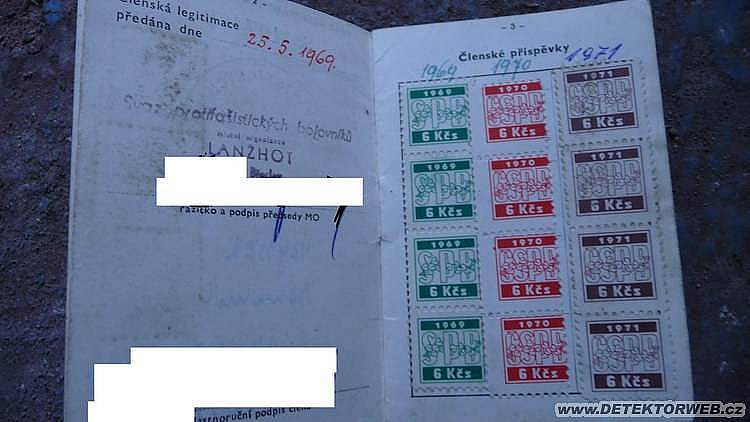 - 2 -
Členská legitimace
předána dne
25. 5. 1969.
Svaz protifašistických bojovníků
místní organizace
LANŽHOT
razítko a podpis předsedy MO
vlastnoruční podpis člena
- 3 -
Členské příspěvky
1969 1970 1971
1969 1970 1971
SPB ČSPB ČSPB
6 Kčs 6 Kčs 6 Kčs
1969 1970 1971
SPB ČSPB ČSPB
6 Kčs 6 Kčs 6 Kčs
1969 1970 1971
SPB ČSPB ČSPB
6 Kčs 6 Kčs 6 Kčs
1969 1970 1971
SPB ČSPB ČSPB
6 Kčs 6 Kčs 6 Kčs
www.DETEKTORWEB.cz